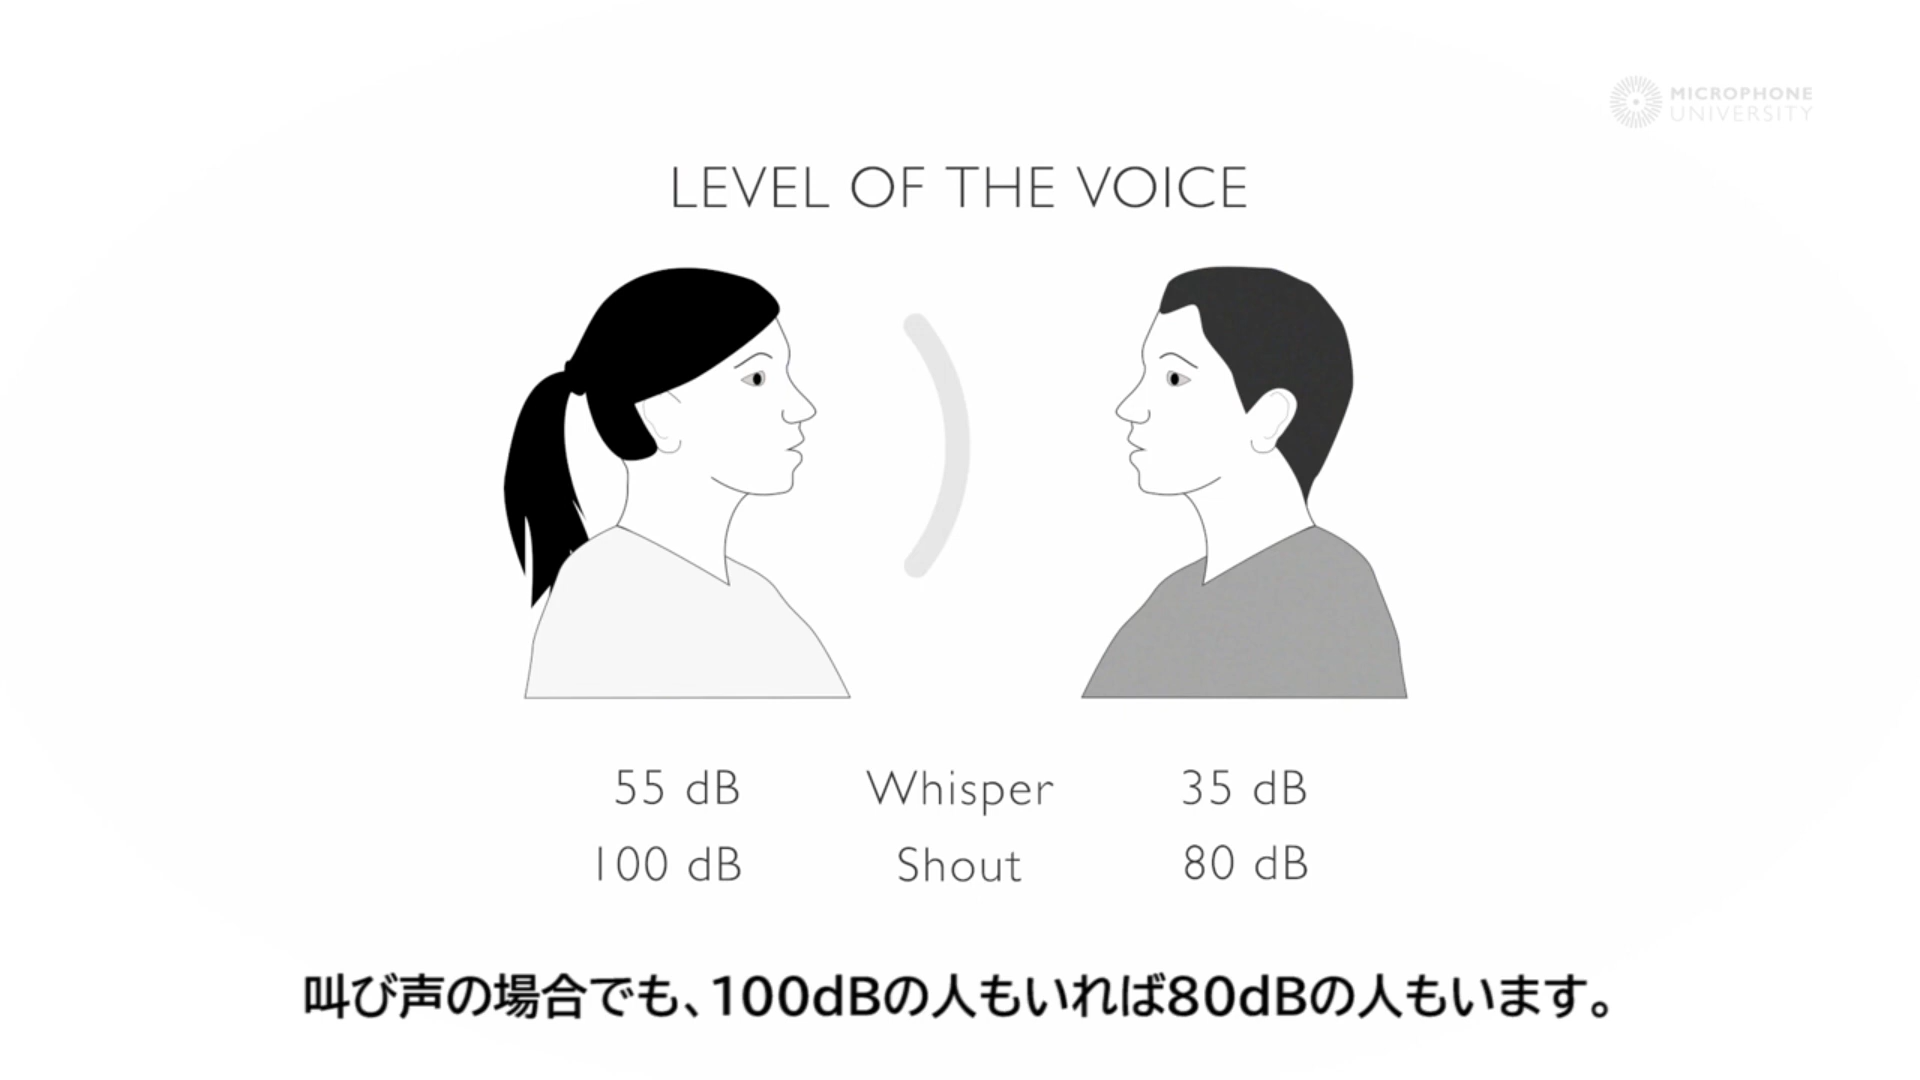 MICROPHONE
UNIVERSITY
LEVEL OF THE VOICE
55 dB Whisper 35 dB
100 dB Shout 80 dB
叫び声の場合でも、100dBの人もいれば80dBの人もいます。